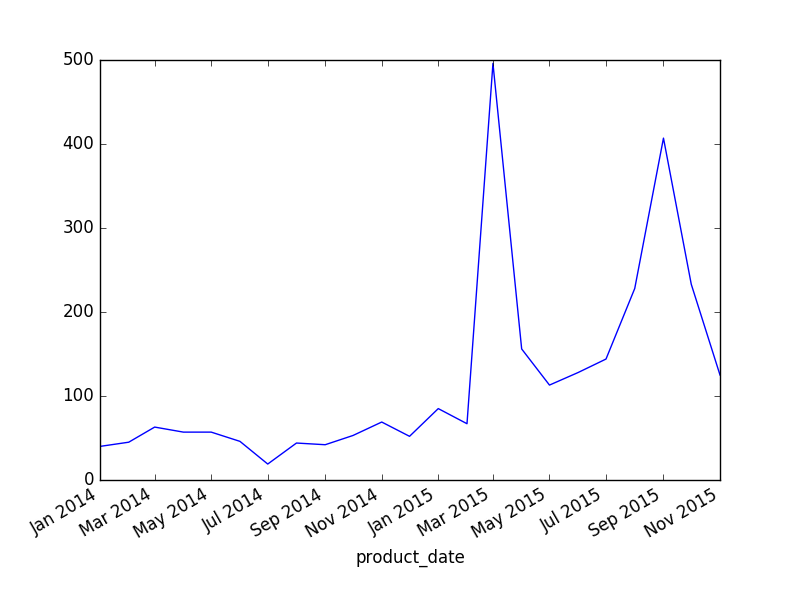 500
400
300
200
100
0
Jan 2014
Mar 2014
May 2014
Jul 2014
Sep 2014
Nov 2014
Jan 2015
Mar 2015
May 2015
Jul 2015
Sep 2015
Nov 2015
product_date